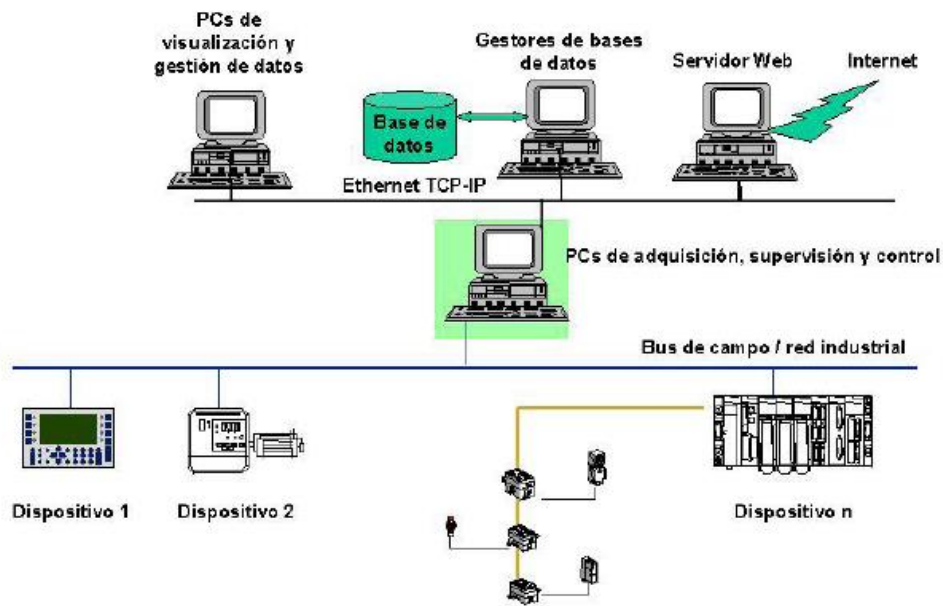 PCs de
visualización y
gestión de datos
Gestores de bases
de datos
Servidor Web
Internet
Base de
datos
Ethernet TCP-IP
PCs de adquisición, supervisión y control
Bus de campo / red industrial
Dispositivo 1
Dispositivo 2
Dispositivo n